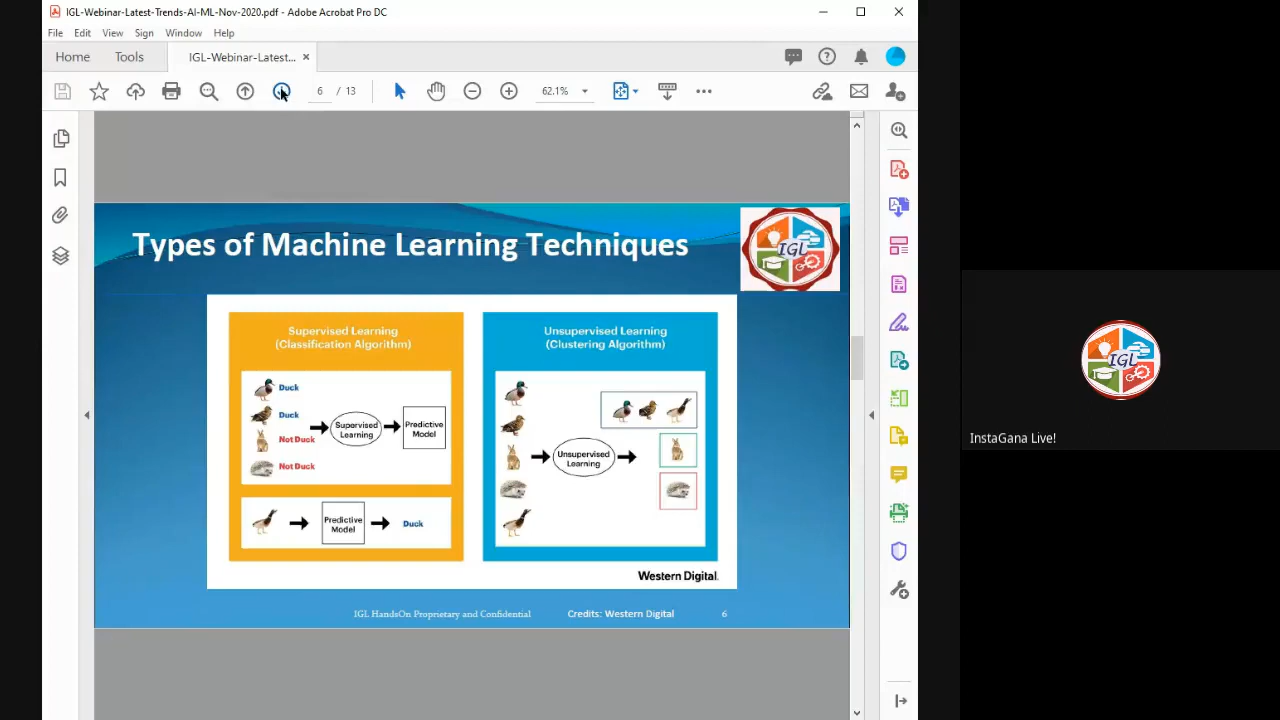 IGL-Webinar-Latest-Trends-AI-ML-Nov-2020.pdf - Adobe Acrobat Pro DC
File Edit View Sign Window Help
Home Tools IGL-Webinar-Latest... ×
6 / 13 62.1%
Types of Machine Learning Techniques
IGL
Supervised Learning
(Classification Algorithm)
Duck
Duck
Not Duck
Not Duck
Supervised
Learning
Predictive
Model
Predictive
Model
Duck
Unsupervised Learning
(Clustering Algorithm)
Unsupervised
Learning
Western Digital.
IGL HandsOn Proprietary and Confidential Credits: Western Digital 6
IGL
InstaGana Live!